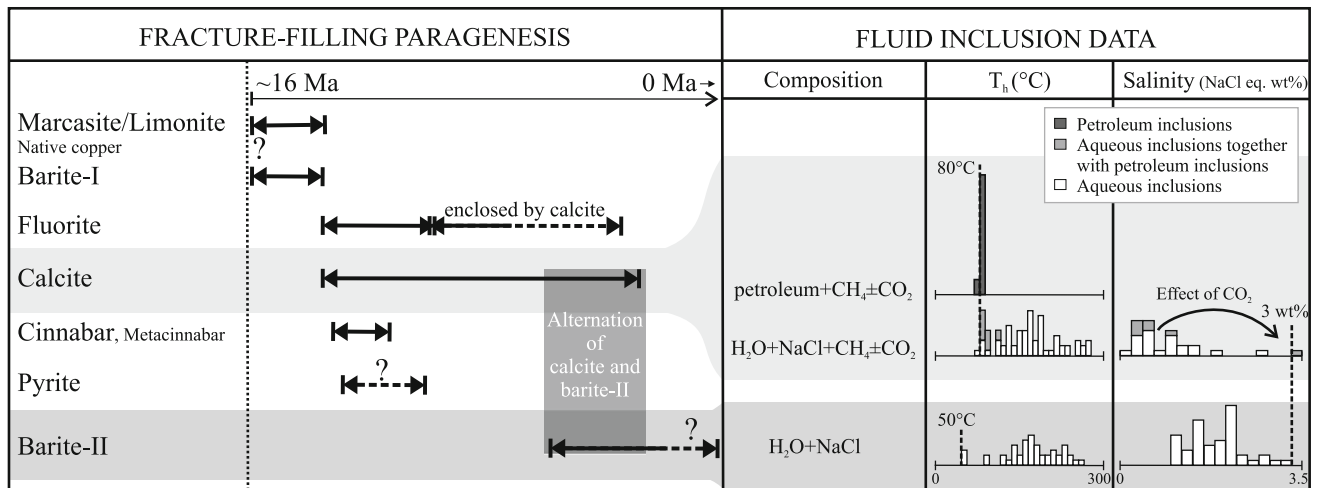 FRACTURE-FILLING PARAGENESIS
FLUID INCLUSION DATA
~16 Ma
0 Ma
Composition
Tₕ (°C)
Salinity (NaCl eq. wt%)
Marcasite/Limonite
Native copper
?
Barite-I
Fluorite
enclosed by calcite
Calcite
Cinnabar, Metacinnabar
Pyrite
?
Barite-II
?
Alternation
of
calcite and
barite-II
petroleum+CH₄±CO₂
H₂O+NaCl+CH₄±CO₂
H₂O+NaCl
80°C
50°C
0
300
Petroleum inclusions
Aqueous inclusions together
with petroleum inclusions
Aqueous inclusions
Effect of CO₂
3 wt%
0
3.5